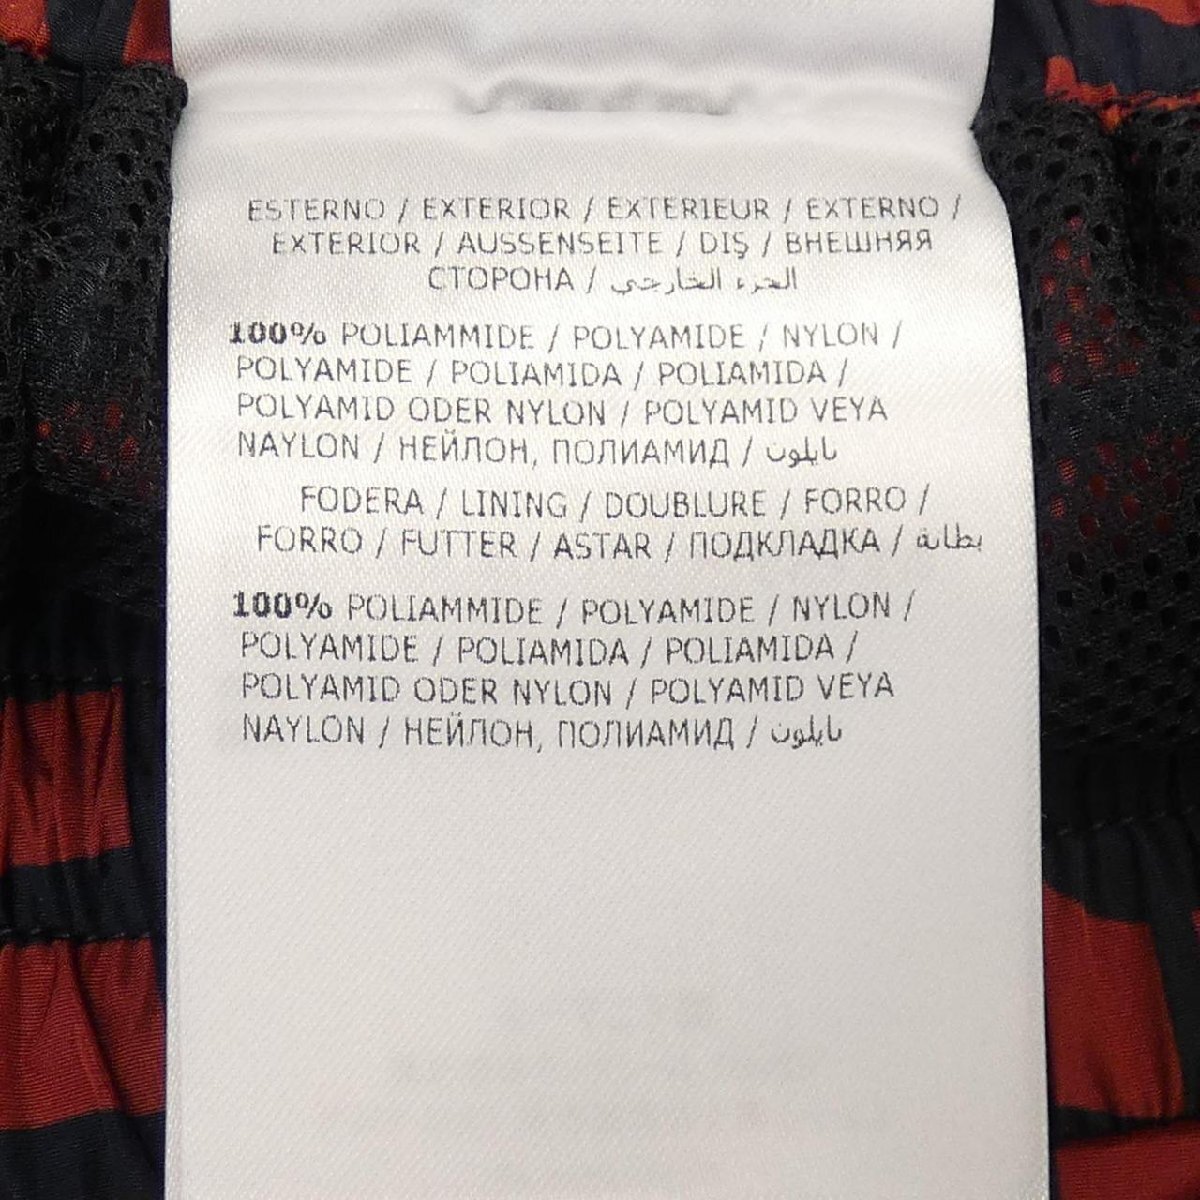 ESTERNO / EXTERIOR / EXTERIEUR / EXTERNO /
EXTERIOR / AUSSENSEITE / DIŞ / ВНЕШНЯЯ
СТОРОНА / الجزء الخارجي
100% POLIAMMIDE / POLYAMIDE / NYLON /
POLYAMIDE / POLIAMIDA / POLIAMIDA /
POLYAMID ODER NYLON / POLYAMID VEYA
NAYLON / НЕЙЛОН, ПОЛИАМИД / نايلون
FODERA / LINING / DOUBLURE / FORRO /
FORRO / FUTTER / ASTAR / ПОДКЛАДКА / بطانة
100% POLIAMMIDE / POLYAMIDE / NYLON /
POLYAMIDE / POLIAMIDA / POLIAMIDA /
POLYAMID ODER NYLON / POLYAMID VEYA
NAYLON / НЕЙЛОН, ПОЛИАМИД / نايلون